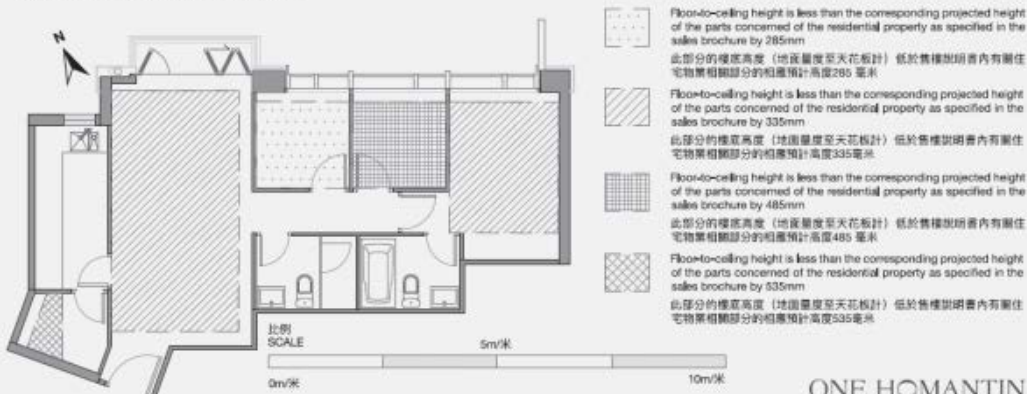 N
Floor-to-ceiling height is less than the corresponding projected height
of the parts concerned of the residential property as specified in the
sales brochure by 285mm
此部分的樓底高度（地面量度至天花板計）低於售樓說明書內有關住
宅物業相關部分的相應預計高度285 毫米
Floor-to-ceiling height is less than the corresponding projected height
of the parts concerned of the residential property as specified in the
sales brochure by 335mm
此部分的樓底高度（地面量度至天花板計）低於售樓說明書內有關住
宅物業相關部分的相應預計高度335毫米
Floor-to-ceiling height is less than the corresponding projected height
of the parts concerned of the residential property as specified in the
sales brochure by 485mm
此部分的樓底高度（地面量度至天花板計）低於售樓說明書內有關住
宅物業相關部分的相應預計高度485 毫米
Floor-to-ceiling height is less than the corresponding projected height
of the parts concerned of the residential property as specified in the
sales brochure by 535mm
此部分的樓底高度（地面量度至天花板計）低於售樓說明書內有關住
宅物業相關部分的相應預計高度535毫米
比例
SCALE
5m/米
0m/米
10m/米
ONE HOMANTIN